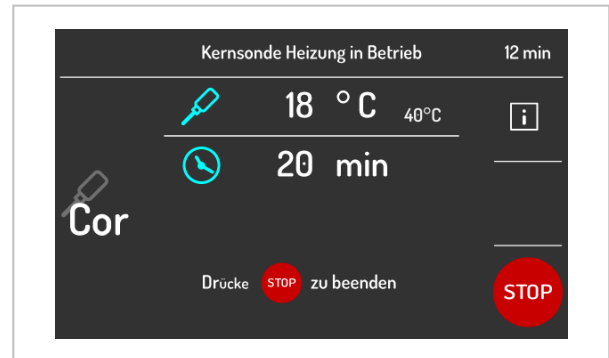 Kernsonde Heizung in Betrieb 12 min
18 °C 40°C
i
20 min
Cor
Drücke STOP zu beenden
STOP